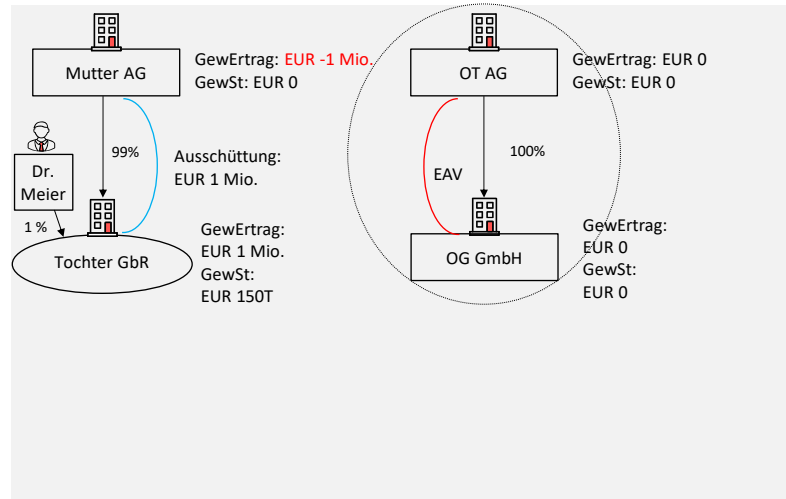 Mutter AG
GewErtrag: EUR -1 Mio.
GewSt: EUR 0
99%
Ausschüttung:
EUR 1 Mio.
Dr.
Meier
1 %
Tochter GbR
GewErtrag:
EUR 1 Mio.
GewSt:
EUR 150T
OT AG
GewErtrag: EUR 0
GewSt: EUR 0
100%
EAV
OG GmbH
GewErtrag:
EUR 0
GewSt:
EUR 0